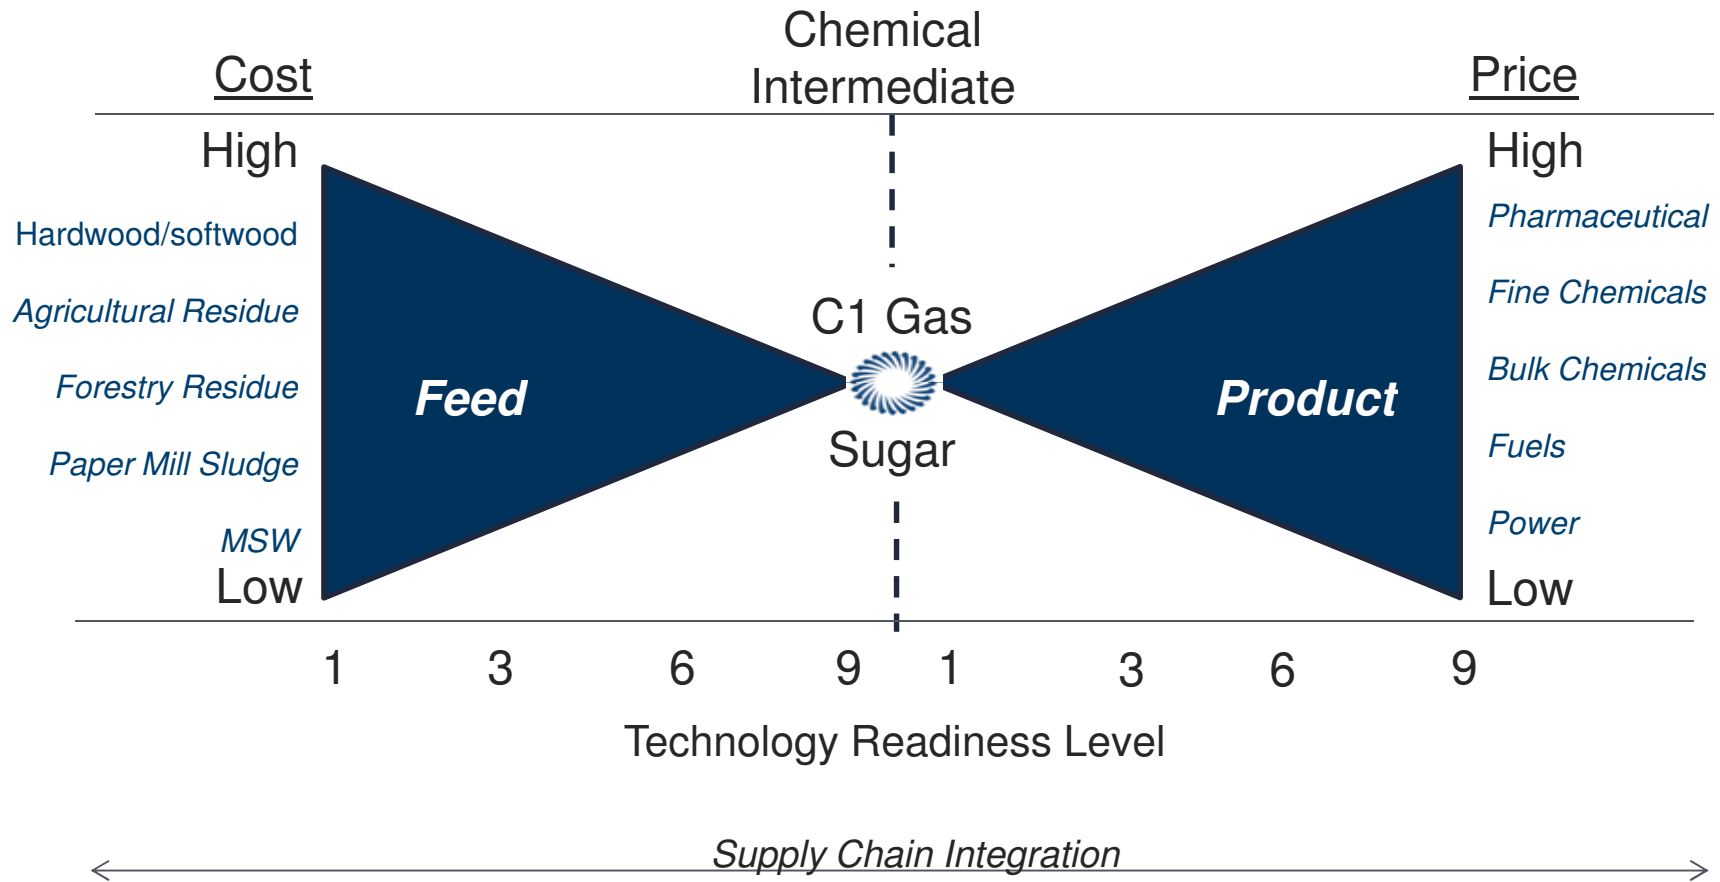 Cost
Chemical
Intermediate
Price
High
High
Hardwood/softwood
Pharmaceutical
Agricultural Residue
C1 Gas
Fine Chemicals
Forestry Residue
Feed
Product
Bulk Chemicals
Paper Mill Sludge
Sugar
Fuels
MSW
Power
Low
Low
1 3 6 9 1 3 6 9
Technology Readiness Level
Supply Chain Integration